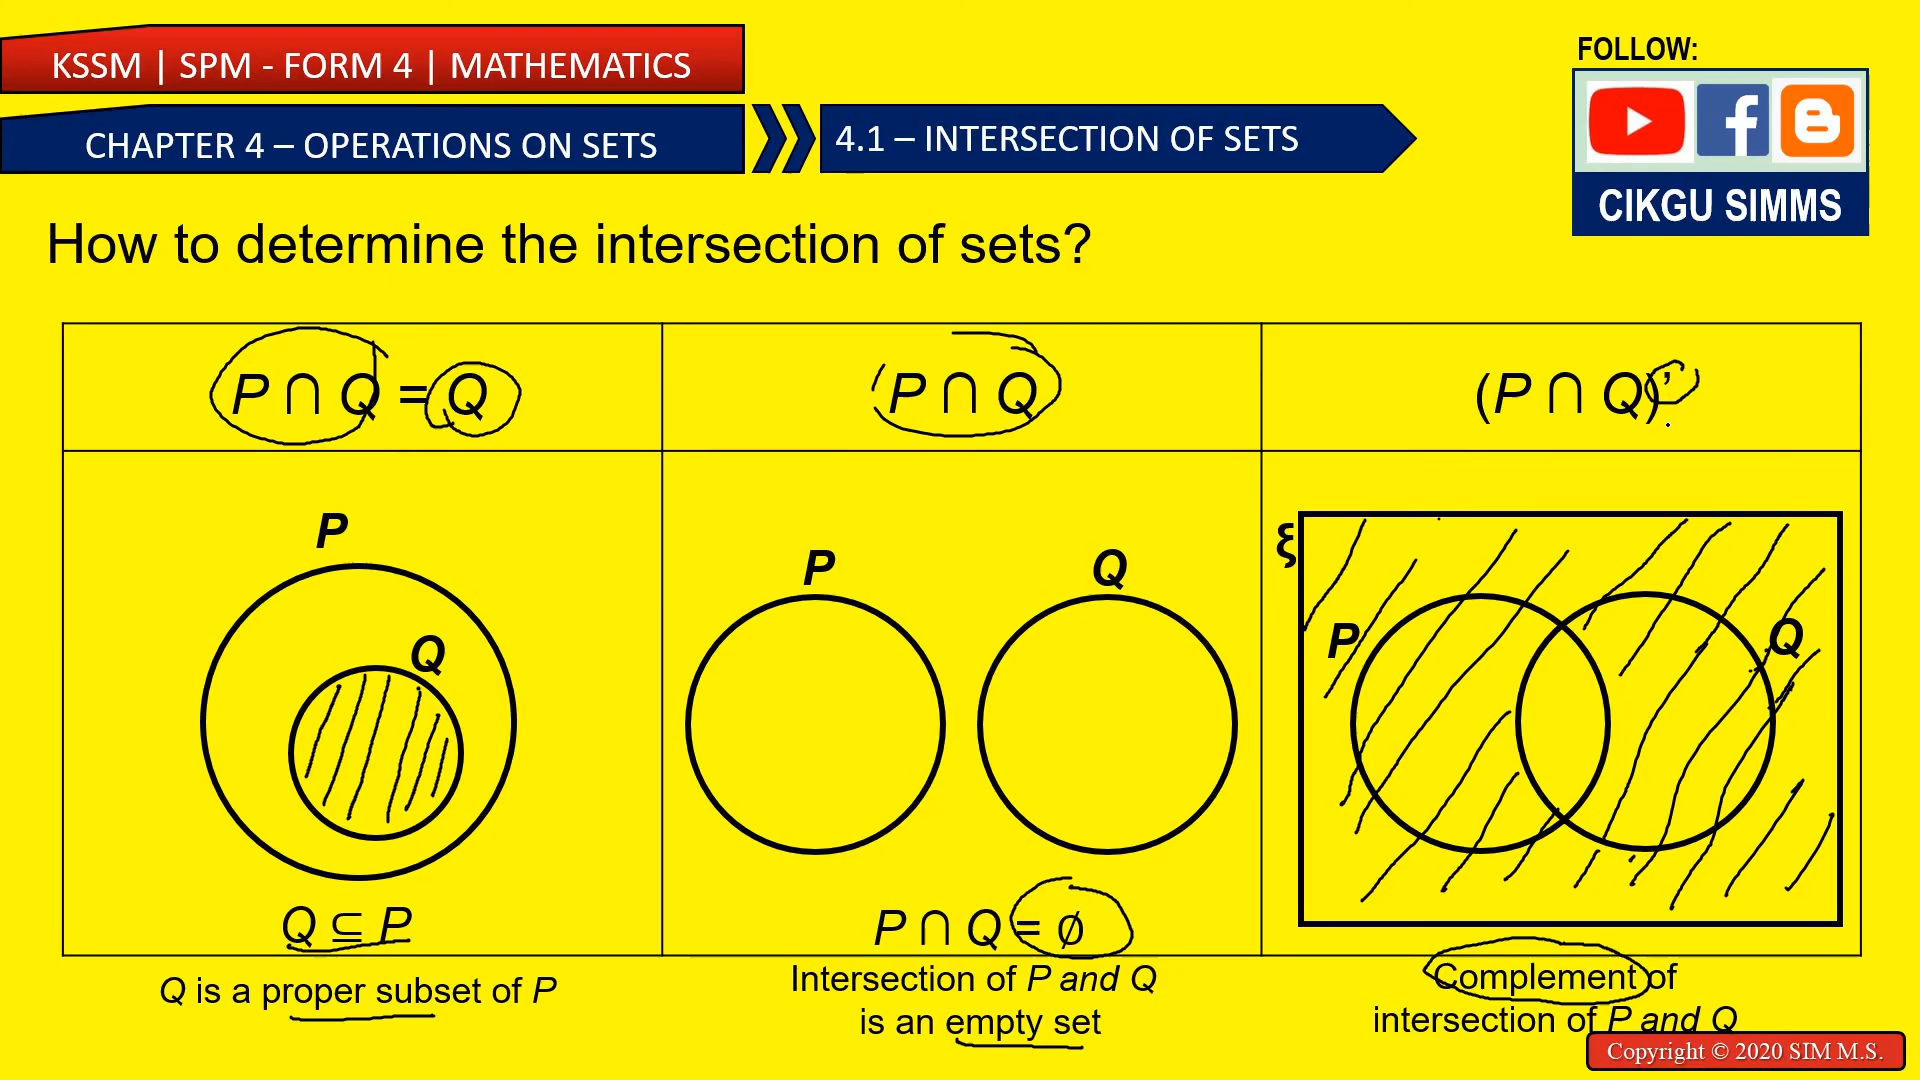 KSSM | SPM - FORM 4 | MATHEMATICS
FOLLOW:
CHAPTER 4 – OPERATIONS ON SETS
4.1 – INTERSECTION OF SETS
CIKGU SIMMS
How to determine the intersection of sets?
P ∩ Q = Q
P ∩ Q
(P ∩ Q)’
P
Q
P
Q
ξ
P
Q
Q ⊆ P
P ∩ Q = ∅
Q is a proper subset of P
Intersection of P and Q
is an empty set
Complement of
intersection of P and Q
Copyright © 2020 SIM M.S.